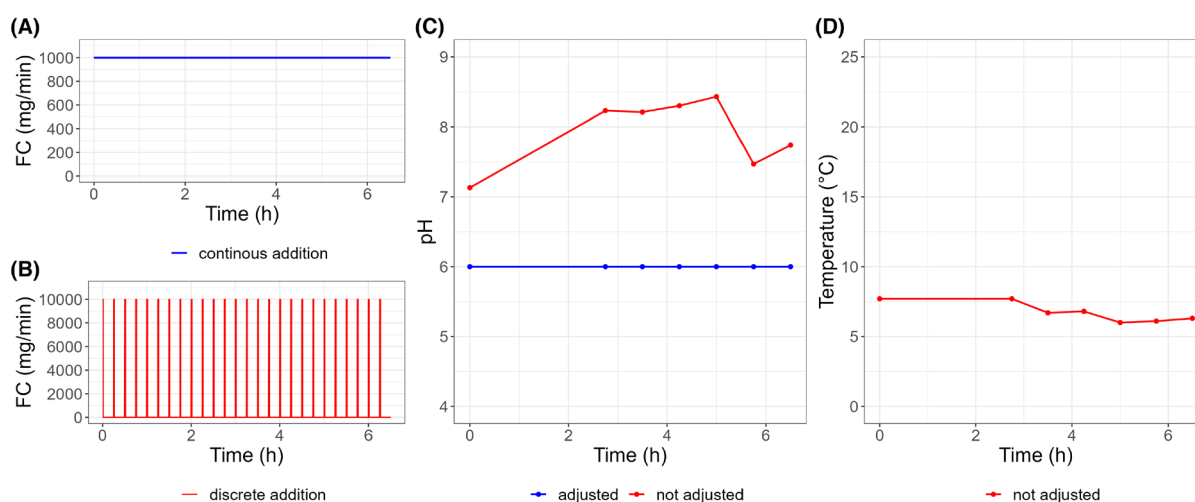 (A)
FC (mg/min)
1000
800
600
400
200
0
0 2 4 6
Time (h)
continous addition
(B)
FC (mg/min)
10000
8000
6000
4000
2000
0
0 2 4 6
Time (h)
discrete addition
(C)
pH
9
8
7
6
5
4
0 2 4 6
Time (h)
adjusted not adjusted
(D)
Temperature (°C)
25
20
15
10
5
0
0 2 4 6
Time (h)
not adjusted